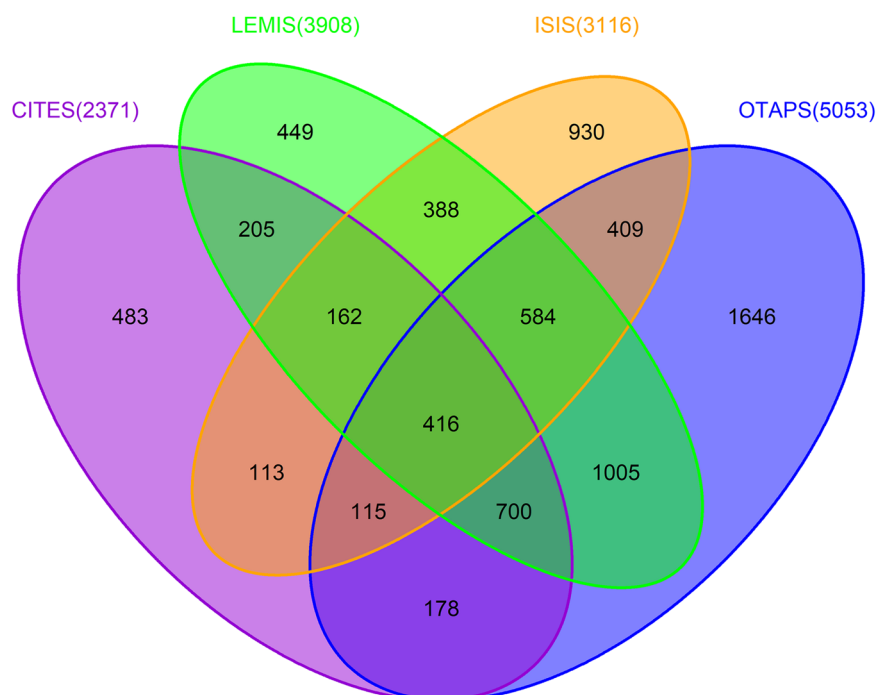 LEMIS(3908) ISIS(3116)
CITES(2371) OTAPS(5053)
449 930
205 388 409
483 162 584 1646
416
113 1005
115 700
178